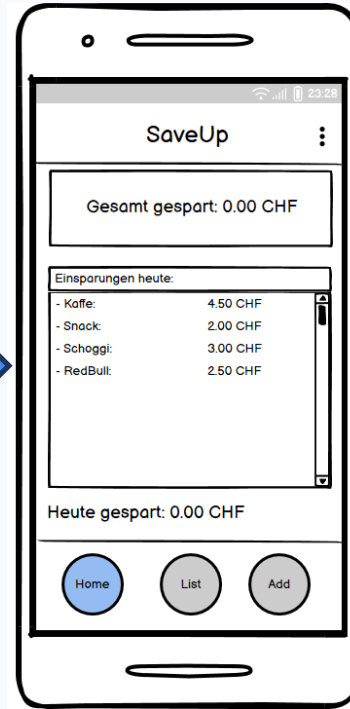 23:28
SaveUp
Gesamt gespart: 0.00 CHF
Einsparungen heute:
- Kaffe: 4.50 CHF
- Snack: 2.00 CHF
- Schoggi: 3.00 CHF
- RedBull: 2.50 CHF
Heute gespart: 0.00 CHF
Home List Add